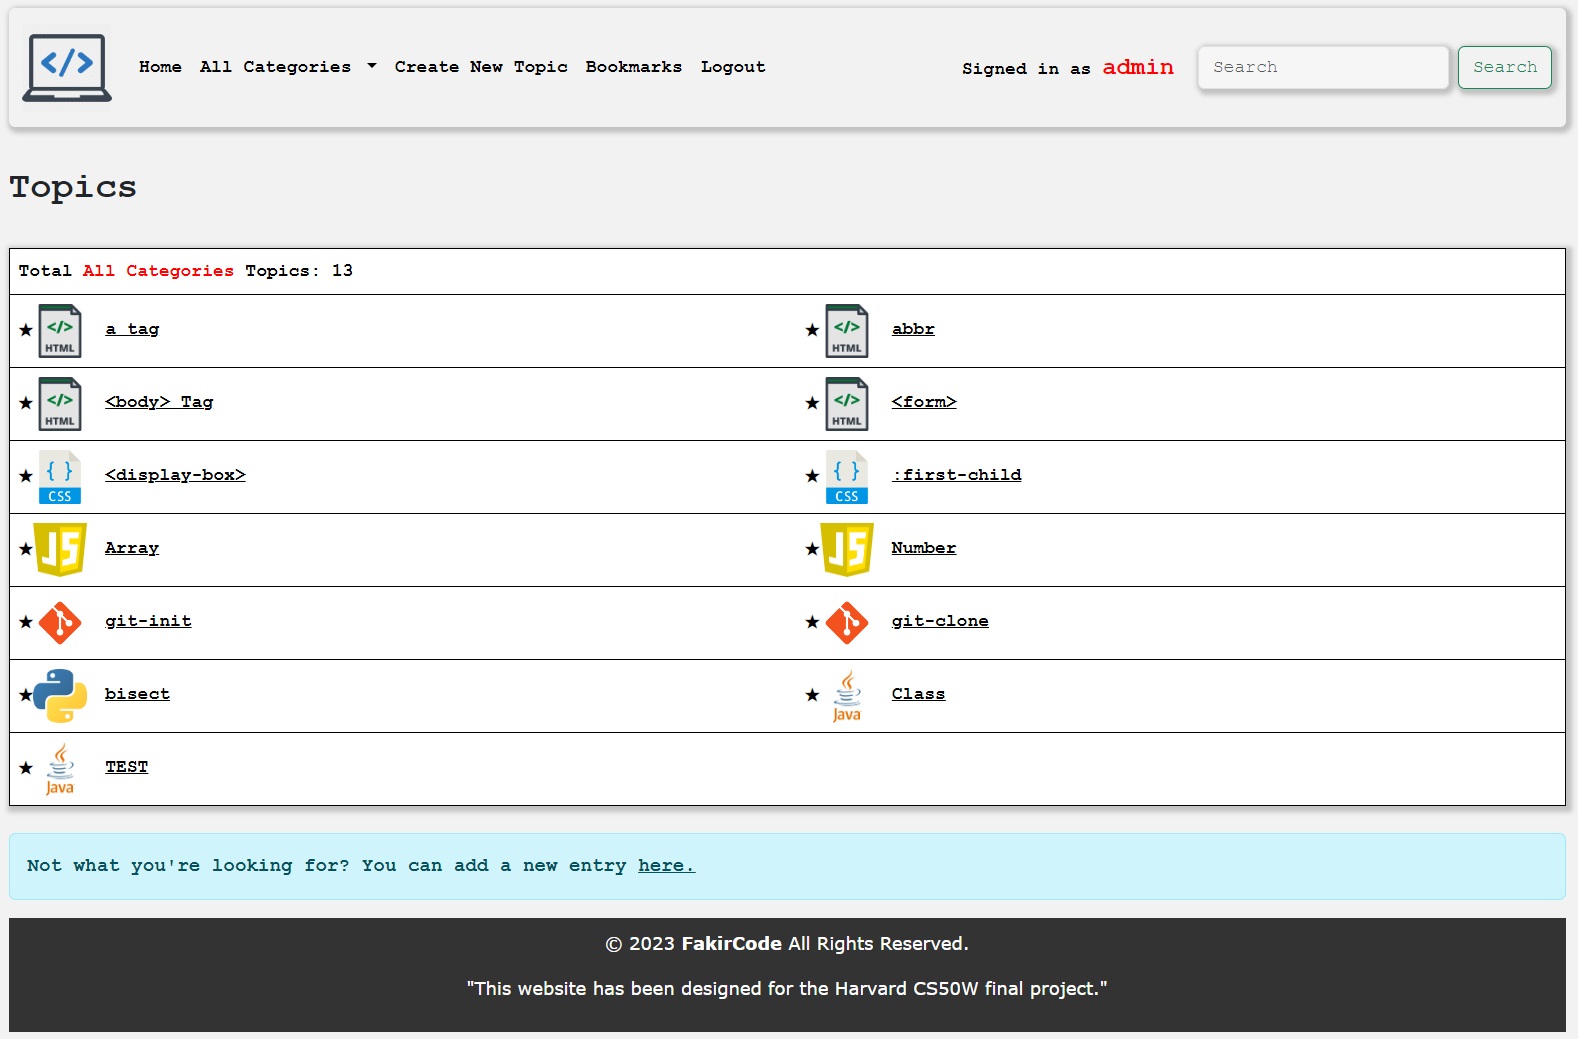 </>
Home All Categories Create New Topic Bookmarks Logout Signed in as admin Search Search
Topics
Total All Categories Topics: 13
★ </> HTML a tag ★ </> HTML abbr
★ </> HTML <body> Tag ★ </> HTML <form>
★ { } CSS <display-box> ★ { } CSS :first-child
★ JS Array ★ JS Number
★ git-init ★ git-clone
★ bisect ★ Java Class
★ Java TEST
Not what you're looking for? You can add a new entry here.
© 2023 FakirCode All Rights Reserved.
"This website has been designed for the Harvard CS50W final project."